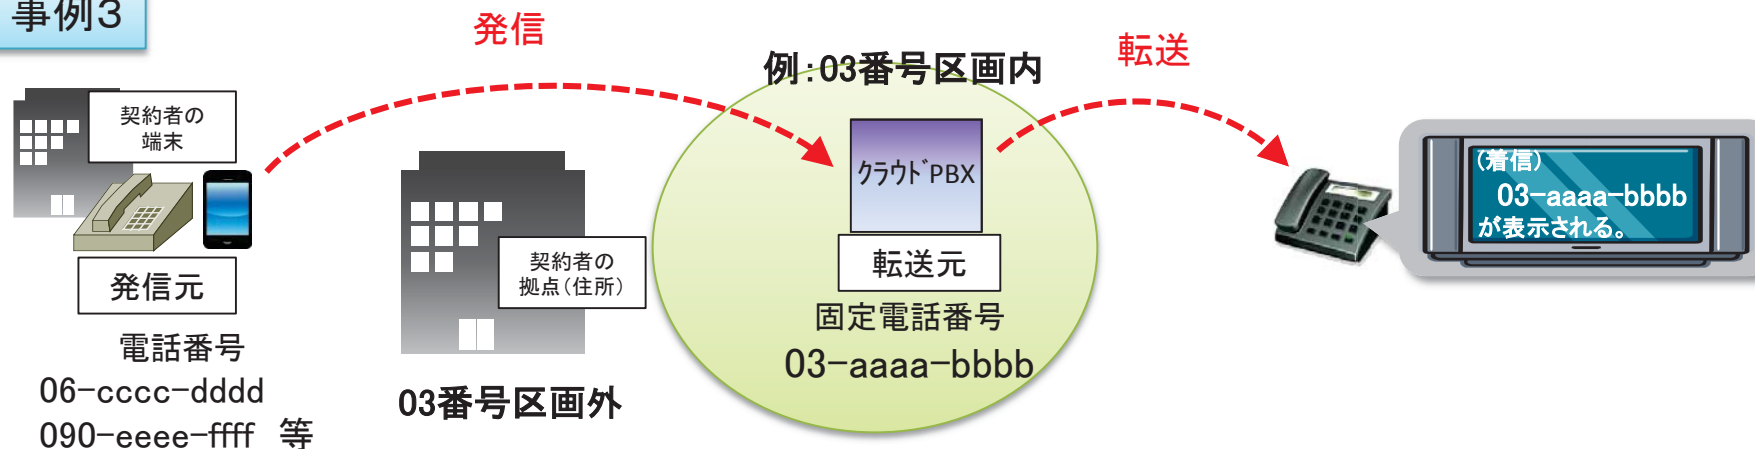 事例3
発信
転送
例:03番号区画内
契約者の
端末
発信元
電話番号
06-cccc-dddd
090-eeee-ffff 等
契約者の
拠点(住所)
03番号区画外
クラウドPBX
転送元
固定電話番号
03-aaaa-bbbb
(着信)
03-aaaa-bbbb
が表示される。